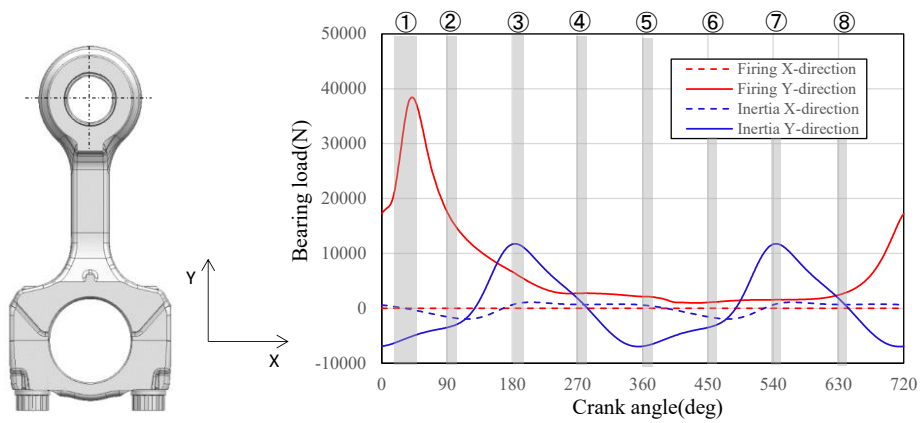 ① ② ③ ④ ⑤ ⑥ ⑦ ⑧
50000
40000
30000
20000
10000
0
-10000
Bearing load(N)
Firing X-direction
Firing Y-direction
Inertia X-direction
Inertia Y-direction
0 90 180 270 360 450 540 630 720
Crank angle(deg)
Y
X